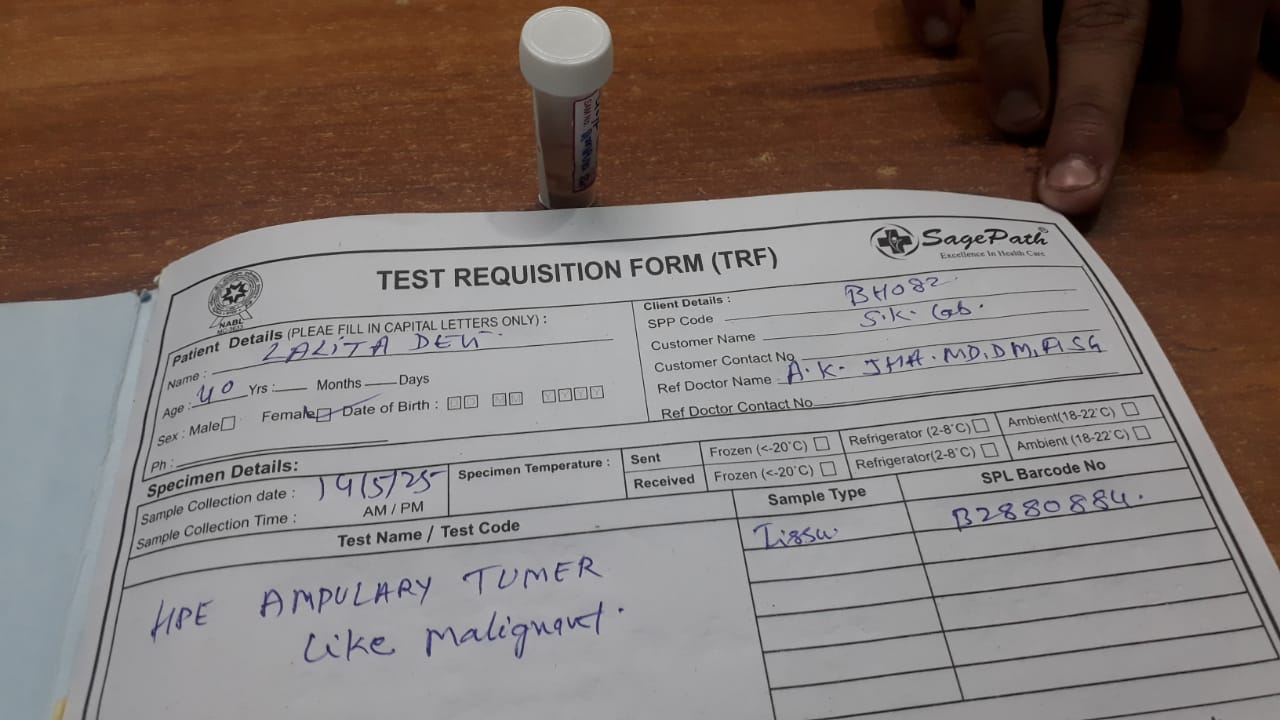 TEST REQUISITION FORM (TRF)
SagePath
Excellence In Health Care
NABL
Patient Details (PLEAE FILL IN CAPITAL LETTERS ONLY) :
Name : LALITA DEVI
Age : 40 Yrs : Months Days
Sex : Male Female Date of Birth : D D M M Y Y Y Y
Ph :
Client Details :
SPP Code BH082
Customer Name S.K. Lab.
Customer Contact No
Ref Doctor Name : A. K. JHA. MD, DM,
Ref Doctor Contact No
Specimen Details:
Sample Collection date : 14/5/25
Sample Collection Time : AM / PM
Specimen Temperature :
Sent Frozen (<-20°C) Refrigerator (2-8°C) Ambient(18-22°C)
Received Frozen (<-20°C) Refrigerator(2-8°C) Ambient (18-22°C)
Test Name / Test Code
Sample Type
SPL Barcode No
Tissu
B2880884.
HPE AMPULARY TUMER
Like Malignant.